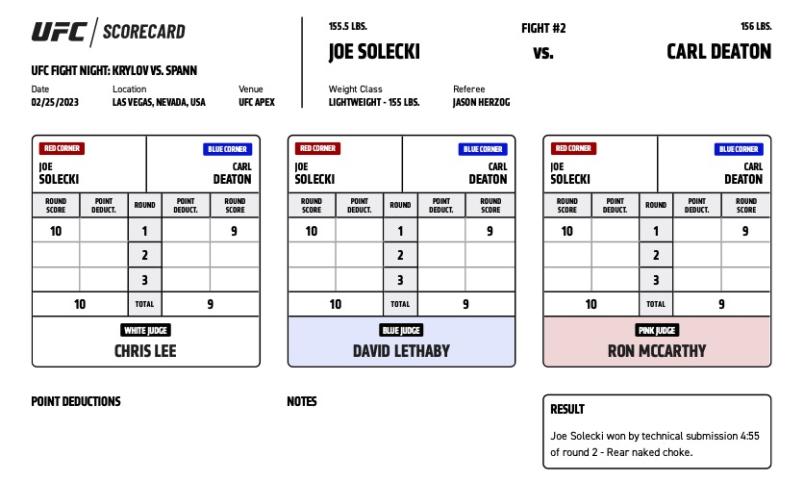 UFC / SCORECARD
UFC FIGHT NIGHT: KRYLOV VS. SPANN
Date Location Venue
02/25/2023 LAS VEGAS, NEVADA, USA UFC APEX
155.5 LBS. FIGHT #2 156 LBS.
JOE SOLECKI VS. CARL DEATON
Weight Class Referee
LIGHTWEIGHT - 155 LBS. JASON HERZOG
RED CORNER BLUE CORNER
JOE CARL
SOLECKI DEATON
ROUND POINT ROUND POINT ROUND
SCORE DEDUCT. DEDUCT. SCORE
10 1 9
2
3
10 TOTAL 9
WHITE JUDGE
CHRIS LEE
RED CORNER BLUE CORNER
JOE CARL
SOLECKI DEATON
ROUND POINT ROUND POINT ROUND
SCORE DEDUCT. DEDUCT. SCORE
10 1 9
2
3
10 TOTAL 9
BLUE JUDGE
DAVID LETHABY
RED CORNER BLUE CORNER
JOE CARL
SOLECKI DEATON
ROUND POINT ROUND POINT ROUND
SCORE DEDUCT. DEDUCT. SCORE
10 1 9
2
3
10 TOTAL 9
PINK JUDGE
RON MCCARTHY
POINT DEDUCTIONS
NOTES
RESULT
Joe Solecki won by technical submission 4:55
of round 2 - Rear naked choke.